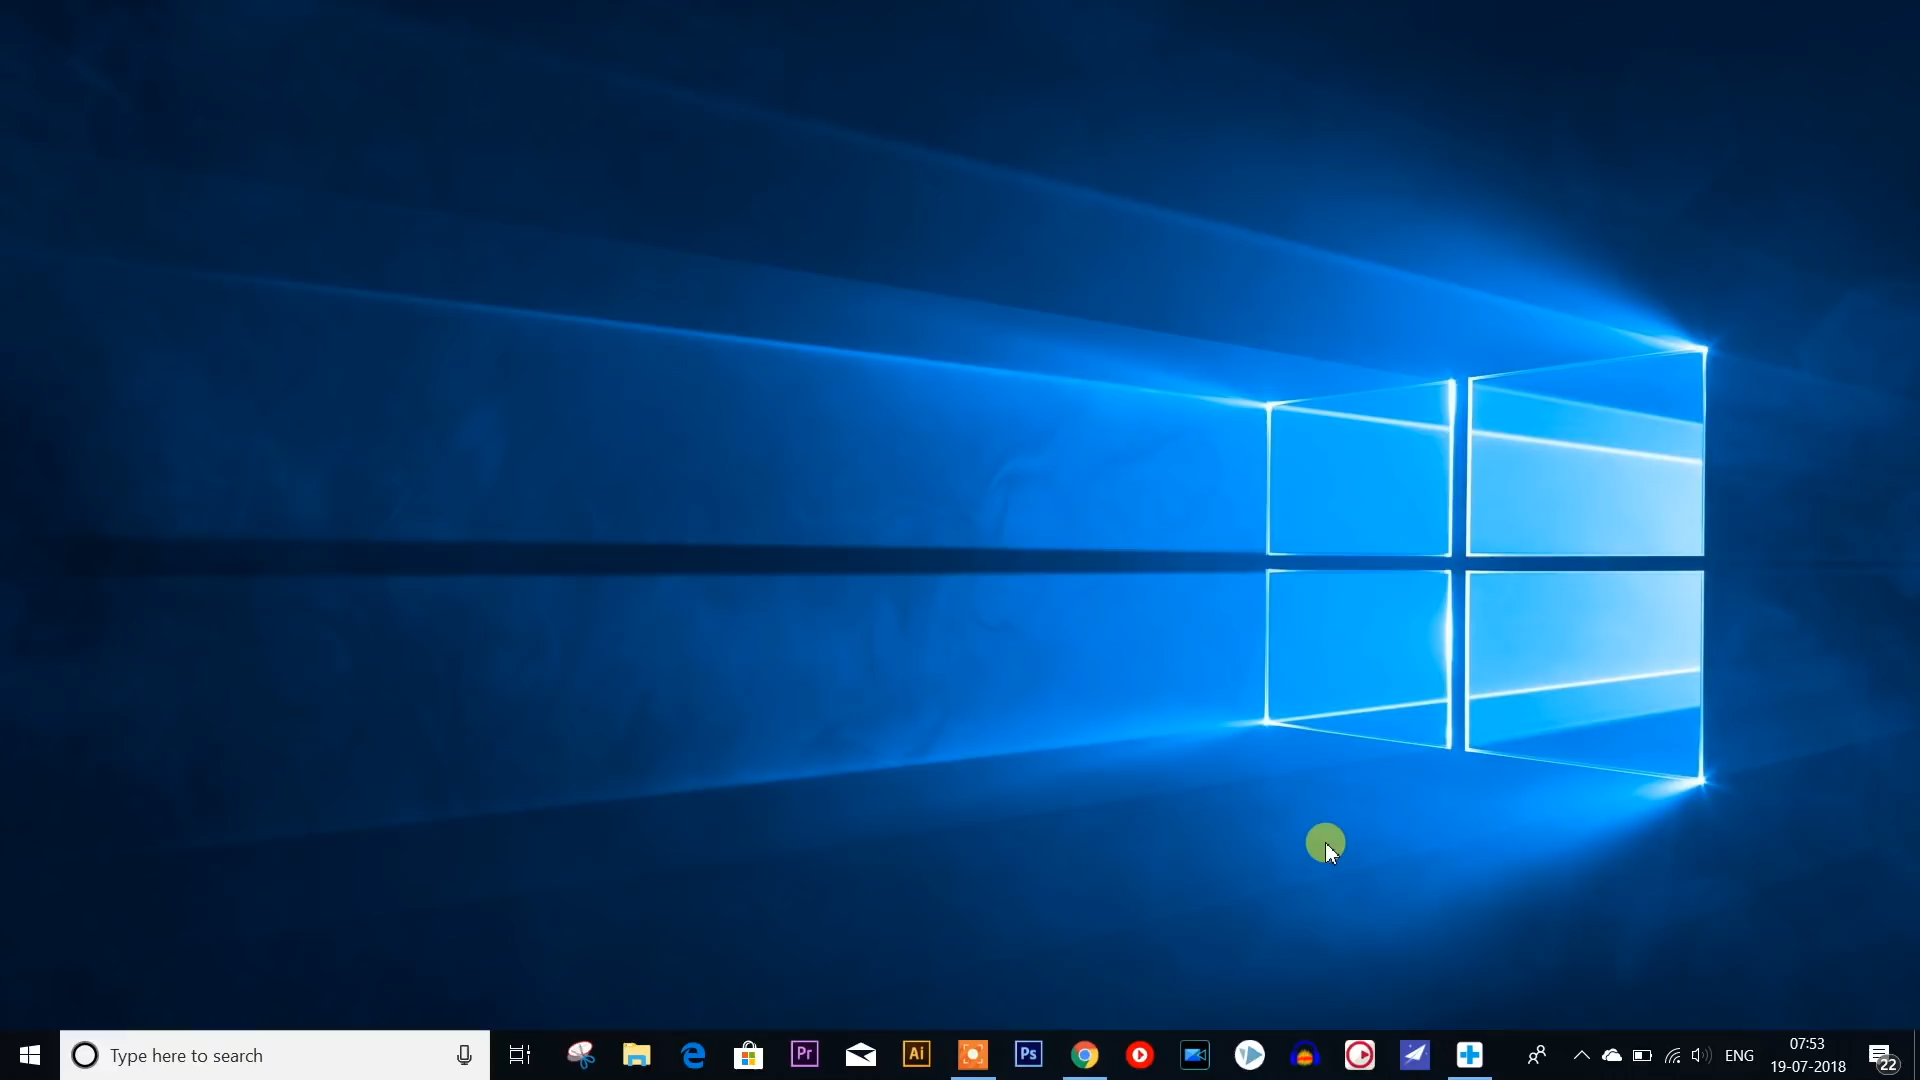 Type here to search
Pr
Ai
Ps
ENG
07:53
19-07-2018
22